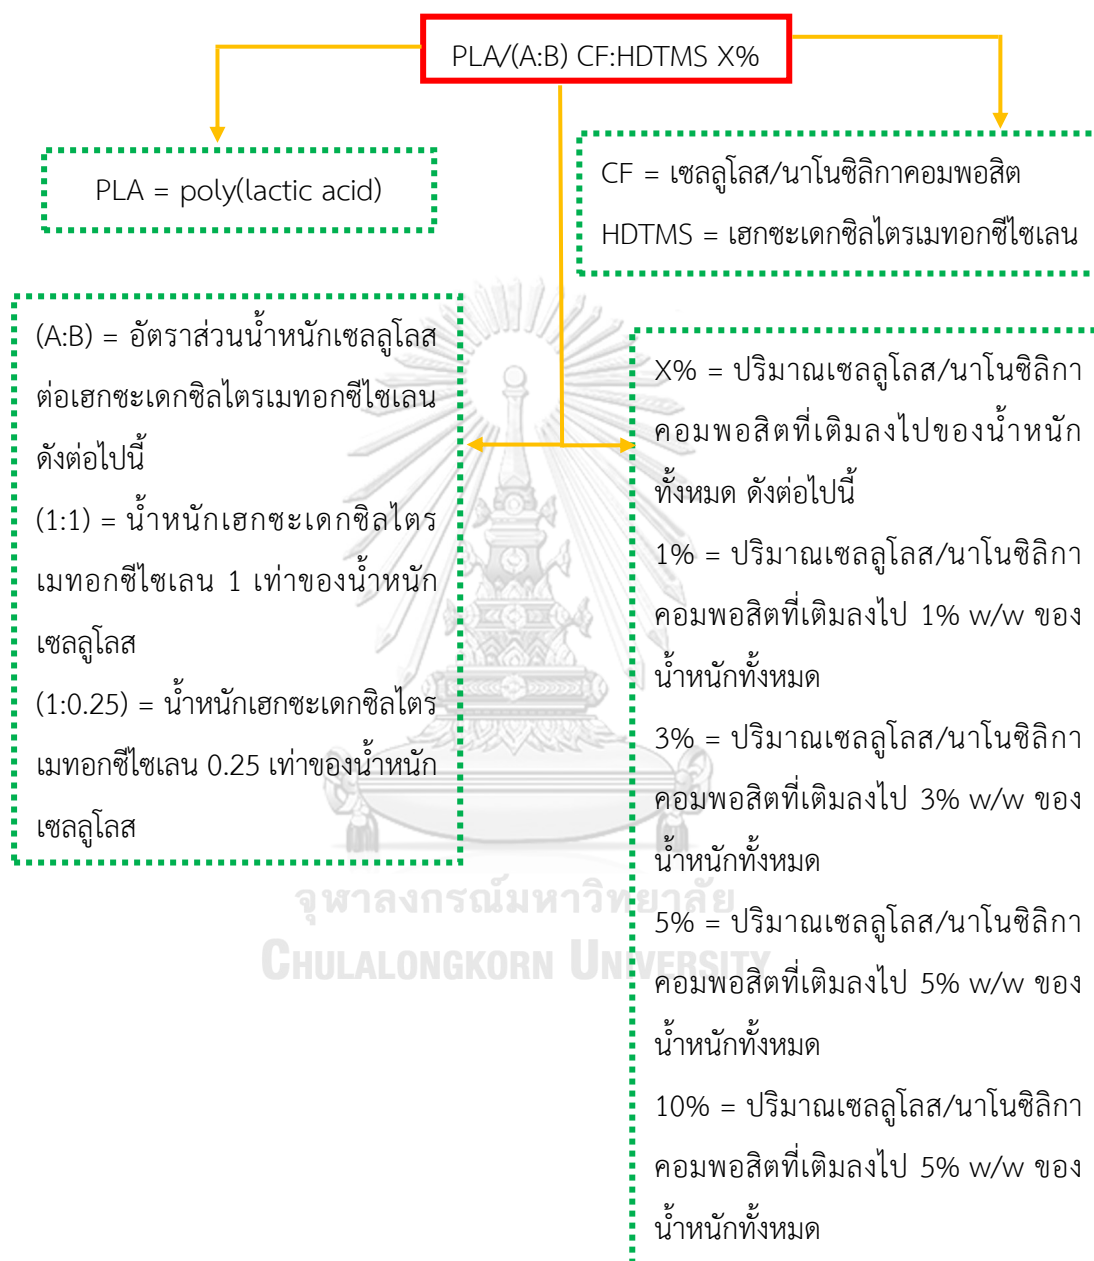 PLA/(A:B) CF:HDTMS X%
PLA = poly(lactic acid)
CF = เซลลูโลส/นาโนซิลิกาคอมพอสิต
HDTMS = เฮกซะเดกซิลไตรเมทอกซีไซเลน
(A:B) = อัตราส่วนน้ำหนักเซลลูโลส
ต่อเฮกซะเดกซิลไตรเมทอกซีไซเลน
ดังต่อไปนี้
(1:1) = น้ำหนักเฮกซะเดกซิลไตร
เมทอกซีไซเลน 1 เท่าของน้ำหนัก
เซลลูโลส
(1:0.25) = น้ำหนักเฮกซะเดกซิลไตร
เมทอกซีไซเลน 0.25 เท่าของน้ำหนัก
เซลลูโลส
X% = ปริมาณเซลลูโลส/นาโนซิลิกา
คอมพอสิตที่เติมลงไปของน้ำหนัก
ทั้งหมด ดังต่อไปนี้
1% = ปริมาณเซลลูโลส/นาโนซิลิกา
คอมพอสิตที่เติมลงไป 1% w/w ของ
น้ำหนักทั้งหมด
3% = ปริมาณเซลลูโลส/นาโนซิลิกา
คอมพอสิตที่เติมลงไป 3% w/w ของ
น้ำหนักทั้งหมด
5% = ปริมาณเซลลูโลส/นาโนซิลิกา
คอมพอสิตที่เติมลงไป 5% w/w ของ
น้ำหนักทั้งหมด
10% = ปริมาณเซลลูโลส/นาโนซิลิกา
คอมพอสิตที่เติมลงไป 5% w/w ของ
น้ำหนักทั้งหมด
จุฬาลงกรณ์มหาวิทยาลัย
CHULALONGKORN UNIVERSITY